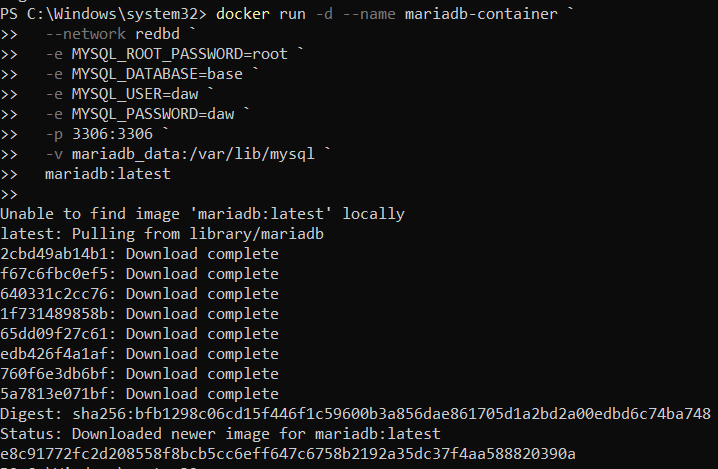 PS C:\Windows\system32> docker run -d --name mariadb-container `
>>   --network redbd `
>>   -e MYSQL_ROOT_PASSWORD=root `
>>   -e MYSQL_DATABASE=base `
>>   -e MYSQL_USER=daw `
>>   -e MYSQL_PASSWORD=daw `
>>   -p 3306:3306 `
>>   -v mariadb_data:/var/lib/mysql `
>>   mariadb:latest
>>
Unable to find image 'mariadb:latest' locally
latest: Pulling from library/mariadb
2cbd49ab14b1: Download complete
f67c6fbc0ef5: Download complete
640331c2cc76: Download complete
1f731489858b: Download complete
65dd09f27c61: Download complete
edb426f4a1af: Download complete
760f6e3db6bf: Download complete
5a7813e071bf: Download complete
Digest: sha256:bfb1298c06cd15f446f1c59600b3a856dae861705d1a2bd2a00edbd6c74ba748
Status: Downloaded newer image for mariadb:latest
e8c91772fc2d208558f8bcb5cc6eff647c6758b2192a35dc37f4aa588820390a